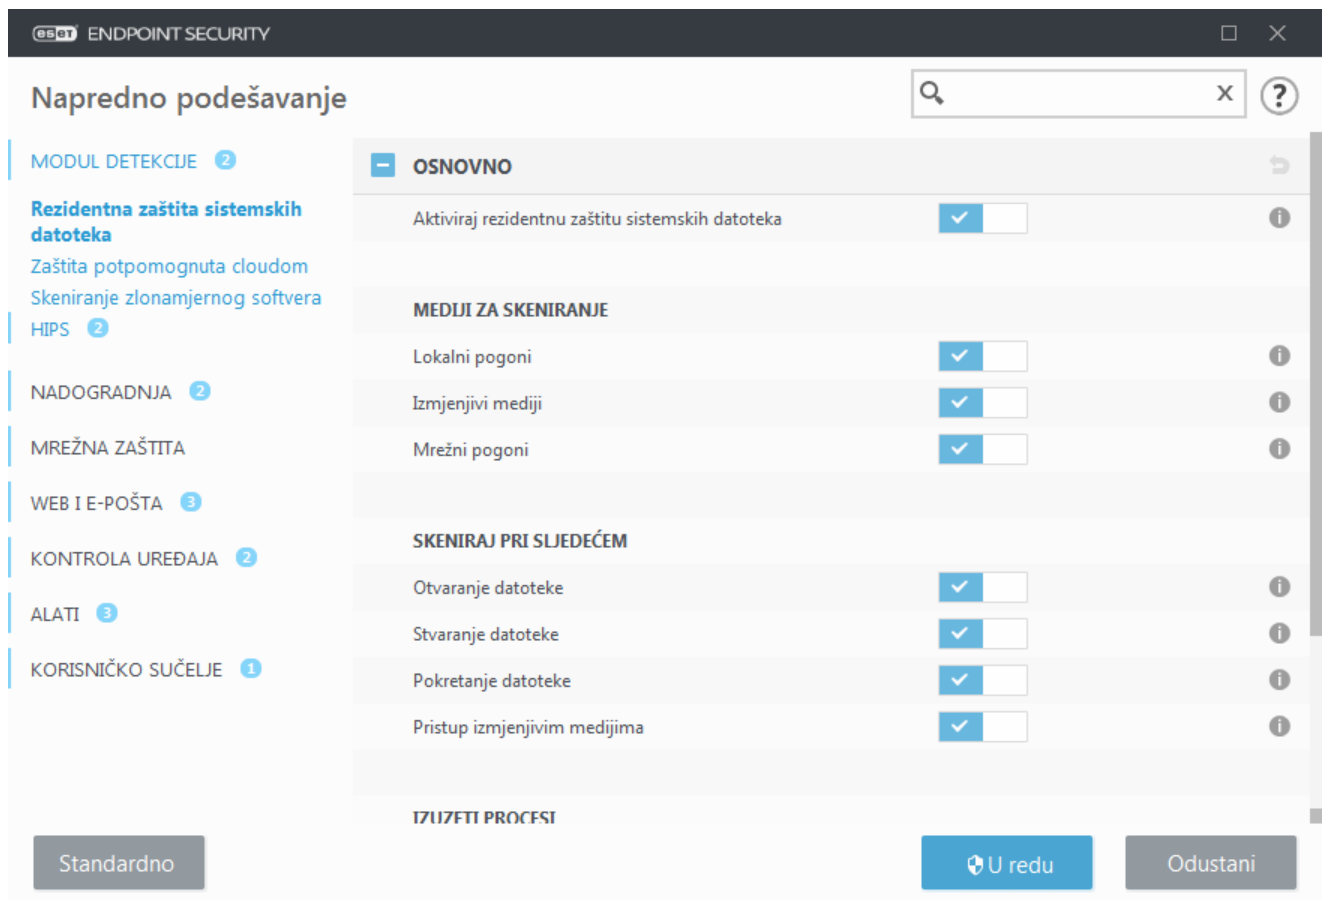 eset ENDPOINT SECURITY
Napredno podešavanje
X
?
MODUL DETEKCIJE 2
Rezidentna zaštita sistemskih
datoteka
Zaštita potpomognuta cloudom
Skeniranje zlonamjernog softvera
HIPS 2
NADOGRADNJA 2
MREŽNA ZAŠTITA
WEB I E-POŠTA 3
KONTROLA UREĐAJA 2
ALATI 3
KORISNIČKO SUČELJE 1
OSNOVNO
Aktiviraj rezidentnu zaštitu sistemskih datoteka
MEDIJI ZA SKENIRANJE
Lokalni pogoni
Izmjenjivi mediji
Mrežni pogoni
SKENIRAJ PRI SLJEDEĆEM
Otvaranje datoteke
Stvaranje datoteke
Pokretanje datoteke
Pristup izmjenjivim medijima
IZUZETI PROCESI
Standardno
U redu
Odustani